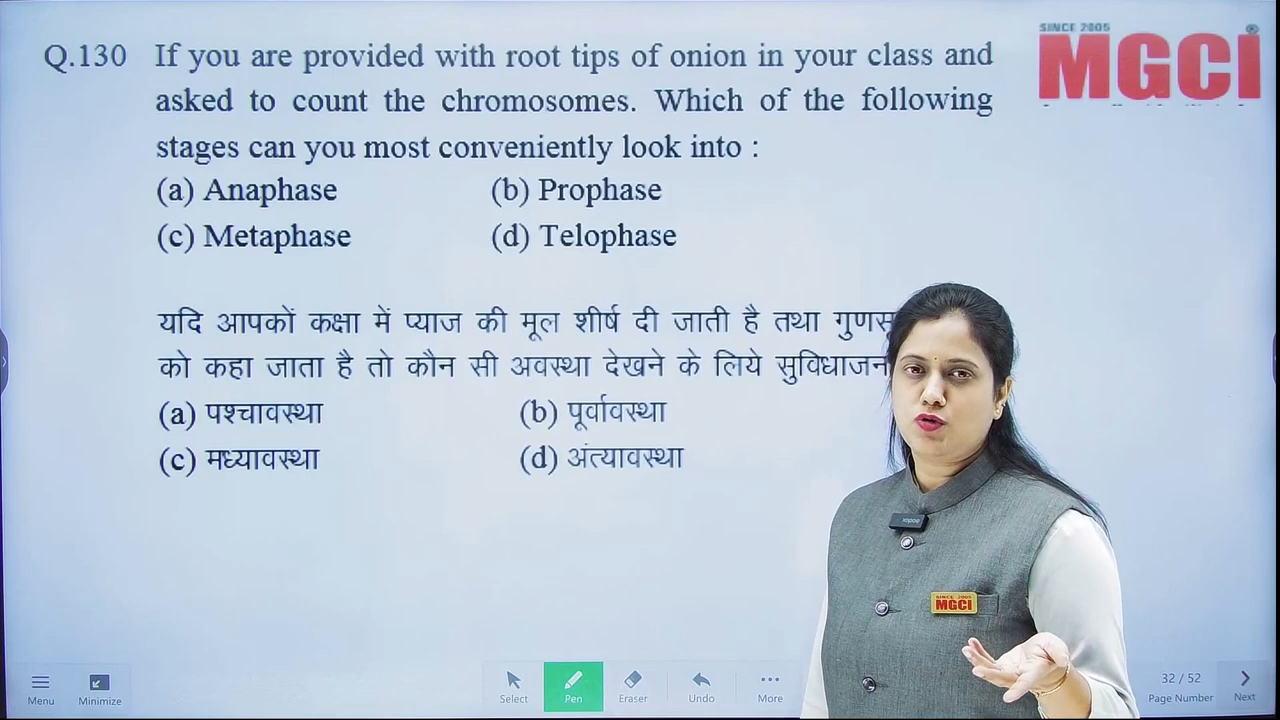 SINCE 2005
MGCI
®
Q.130 If you are provided with root tips of onion in your class and
asked to count the chromosomes. Which of the following
stages can you most conveniently look into :
(a) Anaphase (b) Prophase
(c) Metaphase (d) Telophase
यदि आपकों कक्षा में प्याज की मूल शीर्ष दी जाती है तथा
को कहा जाता है तो कौन सी अवस्था देखने के लिये
(a) पश्चावस्था (b) पूर्वावस्था
(c) मध्यावस्था (d) अंत्यावस्था
SINCE 2005
MGCI
Menu Minimize Select Pen Eraser Undo More
32 / 52
Page Number Next